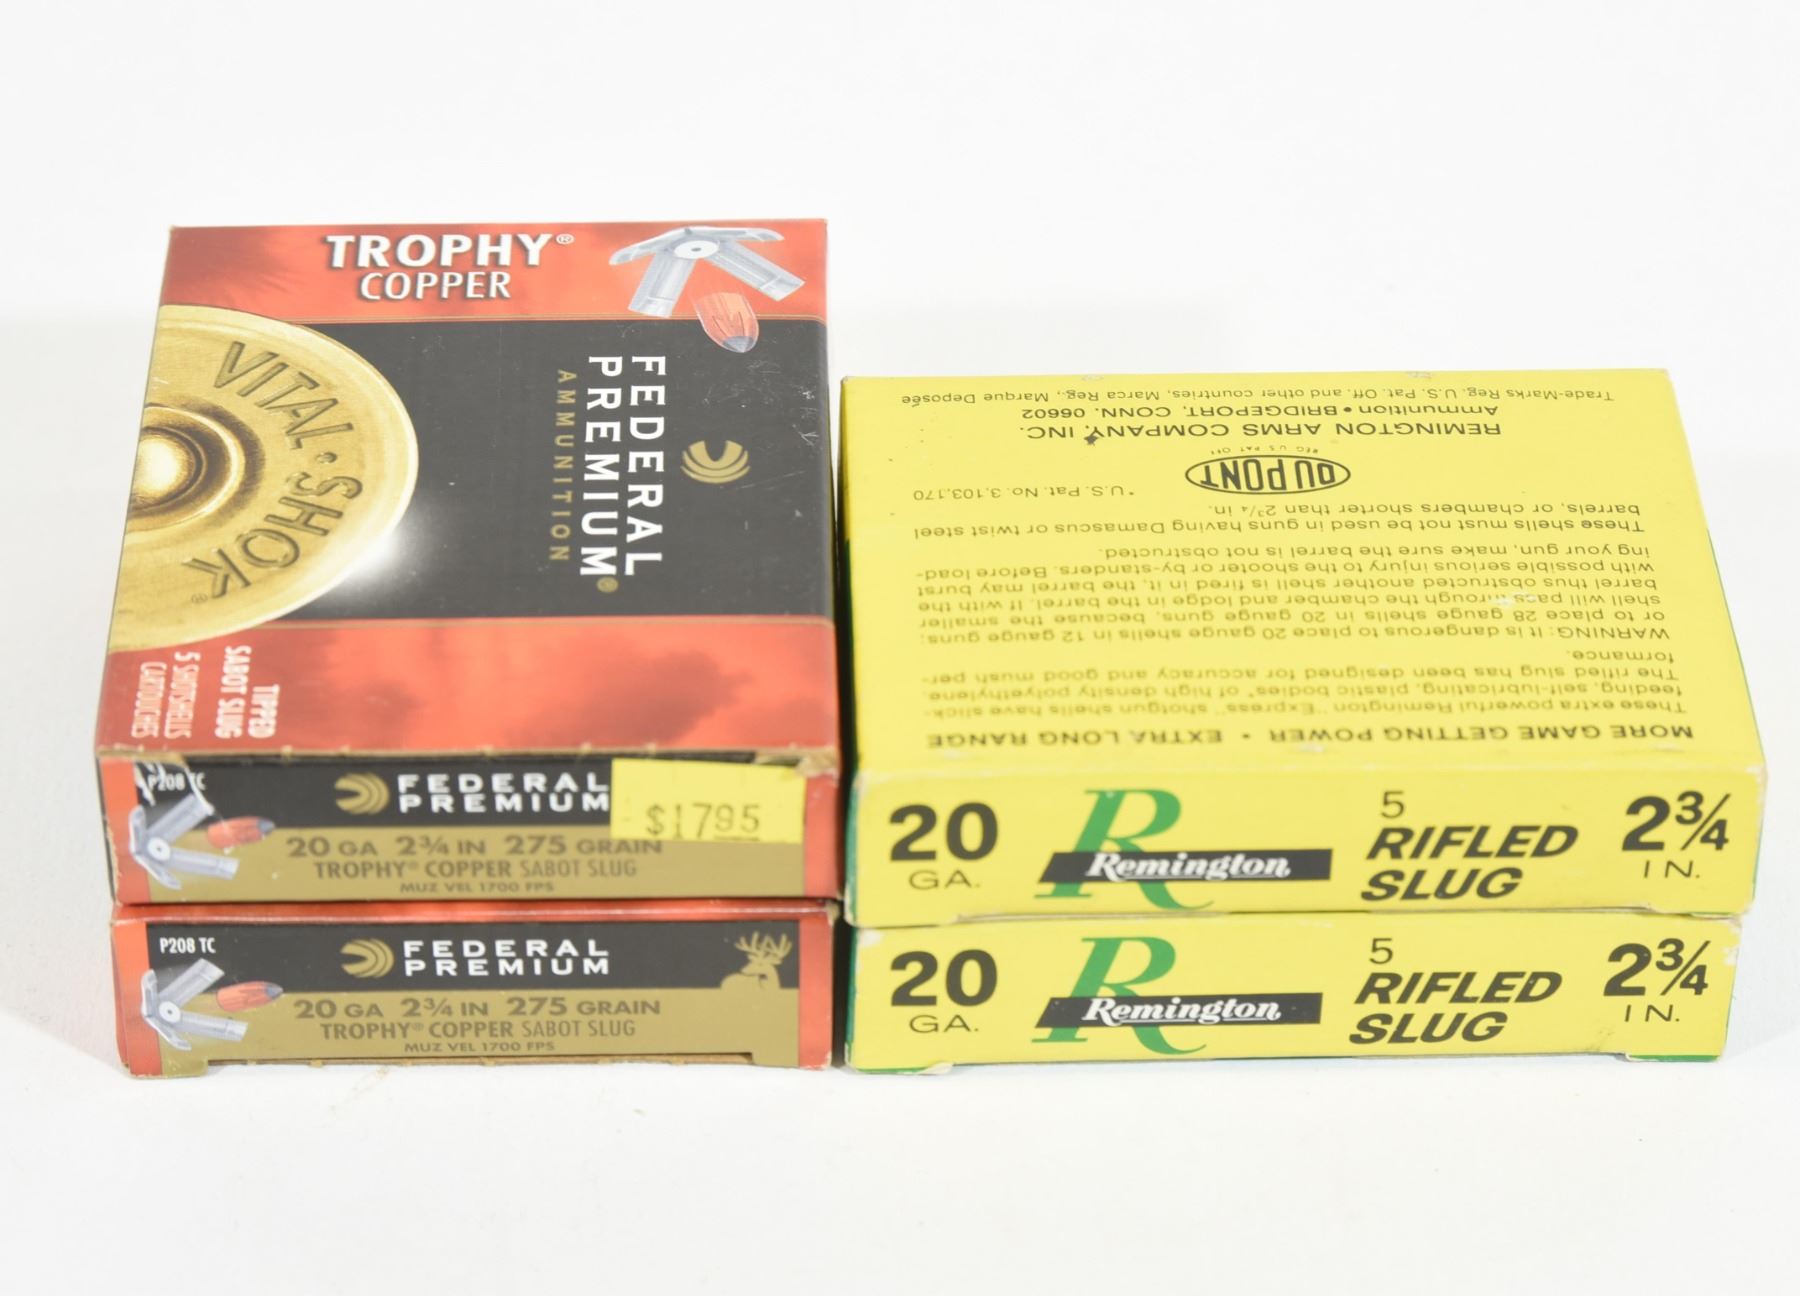 TROPHY®
COPPER
VITAL·SHOK®
FEDERAL
PREMIUM®
AMMUNITION
TIPPED
SABOT SLUG
5 SHOTSHELLS
CARTOUCHES
P208 TC
FEDERAL
PREMIUM
$1795
20 GA 2¾ IN 275 GRAIN
TROPHY® COPPER SABOT SLUG
MUZ VEL 1700 FPS
P208 TC
FEDERAL
PREMIUM
20 GA 2¾ IN 275 GRAIN
TROPHY® COPPER SABOT SLUG
MUZ VEL 1700 FPS
MORE GAME GETTING POWER • EXTRA LONG RANGE
These extra powerful Remington "Express" shotgun shells have slick-
feeding, self-lubricating, plastic bodies* of high density polyethylene.
The rifled slug has been designed for accuracy and good mush per-
formance.
WARNING: It is dangerous to place 20 gauge shells in 12 gauge guns;
or to place 28 gauge shells in 20 gauge guns, because the smaller
shell will pass through the chamber and lodge in the barrel. If with the
barrel thus obstructed another shell is fired in it, the barrel may burst
with possible serious injury to the shooter or by-standers. Before load-
ing your gun, make sure the barrel is not obstructed.
These shells must not be used in guns having Damascus or twist steel
barrels, or chambers shorter than 2¾ in.
*U.S. Pat. No. 3,103,170
DU PONT
REG. U.S. PAT. OFF.
REMINGTON ARMS COMPANY, INC.
Ammunition • BRIDGEPORT, CONN. 06602
Trade-Marks Reg. U.S. Pat. Off. and other countries, Marca Reg., Marque Deposée
20
GA.
R
Remington
5
RIFLED
SLUG
2¾
IN.
20
GA.
R
Remington
5
RIFLED
SLUG
2¾
IN.